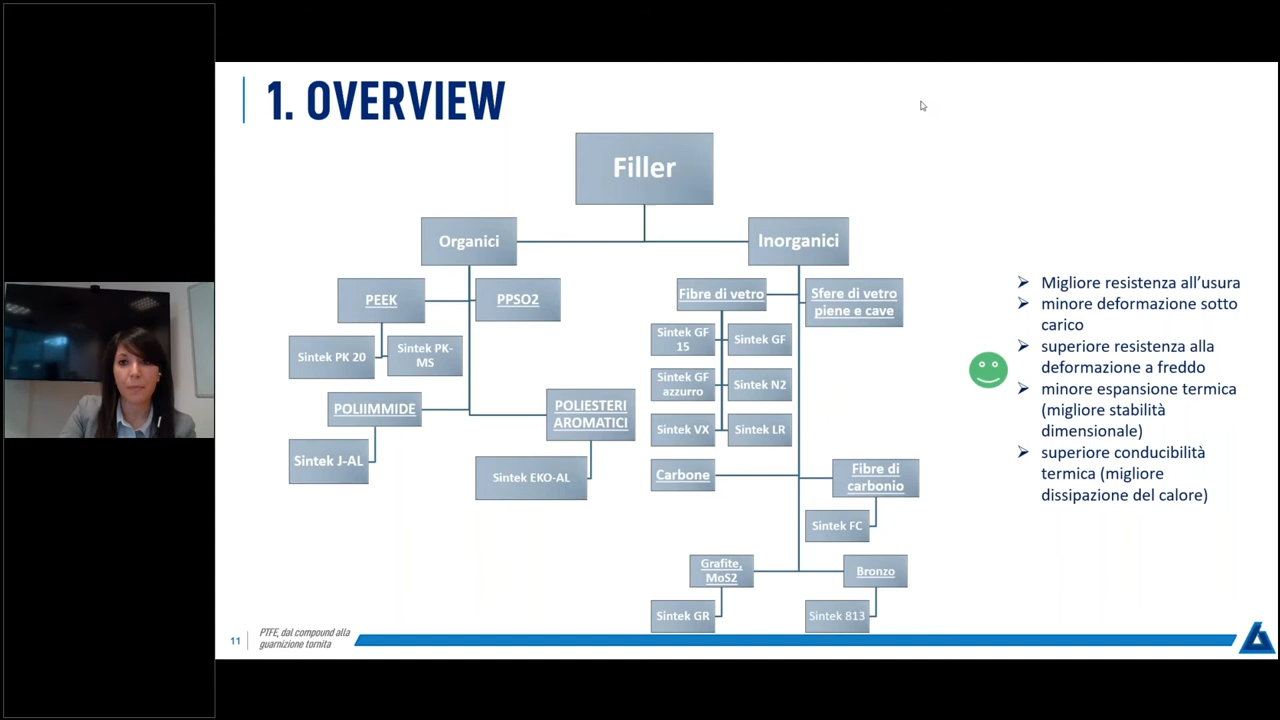 1. OVERVIEW
Filler
Organici
Inorganici
PEEK
PPSO2
Sintek PK 20
Sintek PK-
MS
POLIIMMIDE
Sintek J-AL
POLIESTERI
AROMATICI
Sintek EKO-AL
Fibre di vetro
Sfere di vetro
piene e cave
Sintek GF
15
Sintek GF
Sintek GF
azzurro
Sintek N2
Sintek VX
Sintek LR
Carbone
Fibre di
carbonio
Sintek FC
Grafite,
MoS2
Bronzo
Sintek GR
Sintek 813
Migliore resistenza all'usura
minore deformazione sotto
carico
superiore resistenza alla
deformazione a freddo
minore espansione termica
(migliore stabilità
dimensionale)
superiore conducibilità
termica (migliore
dissipazione del calore)
11
PTFE, dal compound alla
guarnizione tornita